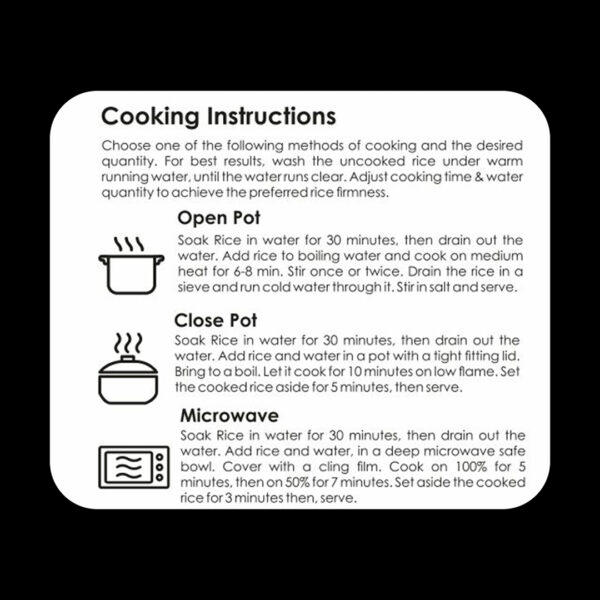 Cooking Instructions
Choose one of the following methods of cooking and the desired
quantity. For best results, wash the uncooked rice under warm
running water, until the water runs clear. Adjust cooking time & water
quantity to achieve the preferred rice firmness.
Open Pot
Soak Rice in water for 30 minutes, then drain out the
water. Add rice to boiling water and cook on medium
heat for 6-8 min. Stir once or twice. Drain the rice in a
sieve and run cold water through it. Stir in salt and serve.
Close Pot
Soak Rice in water for 30 minutes, then drain out the
water. Add rice and water in a pot with a tight fitting lid.
Bring to a boil. Let it cook for 10 minutes on low flame. Set
the cooked rice aside for 5 minutes, then serve.
Microwave
Soak Rice in water for 30 minutes, then drain out the
water. Add rice and water, in a deep microwave safe
bowl. Cover with a cling film. Cook on 100% for 5
minutes, then on 50% for 7 minutes. Set aside the cooked
rice for 3 minutes then, serve.